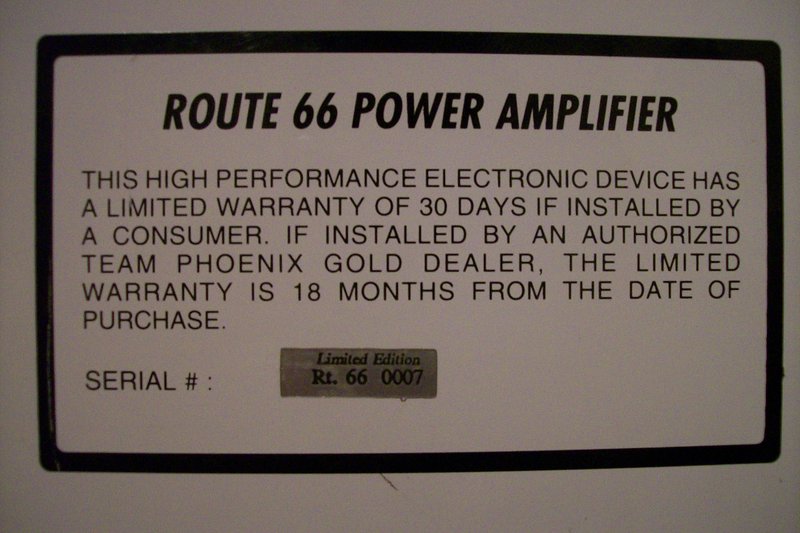 ROUTE 66 POWER AMPLIFIER
THIS HIGH PERFORMANCE ELECTRONIC DEVICE HAS
A LIMITED WARRANTY OF 30 DAYS IF INSTALLED BY
A CONSUMER. IF INSTALLED BY AN AUTHORIZED
TEAM PHOENIX GOLD DEALER, THE LIMITED
WARRANTY IS 18 MONTHS FROM THE DATE OF
PURCHASE.
SERIAL # :
Limited Edition
Rt. 66 0007